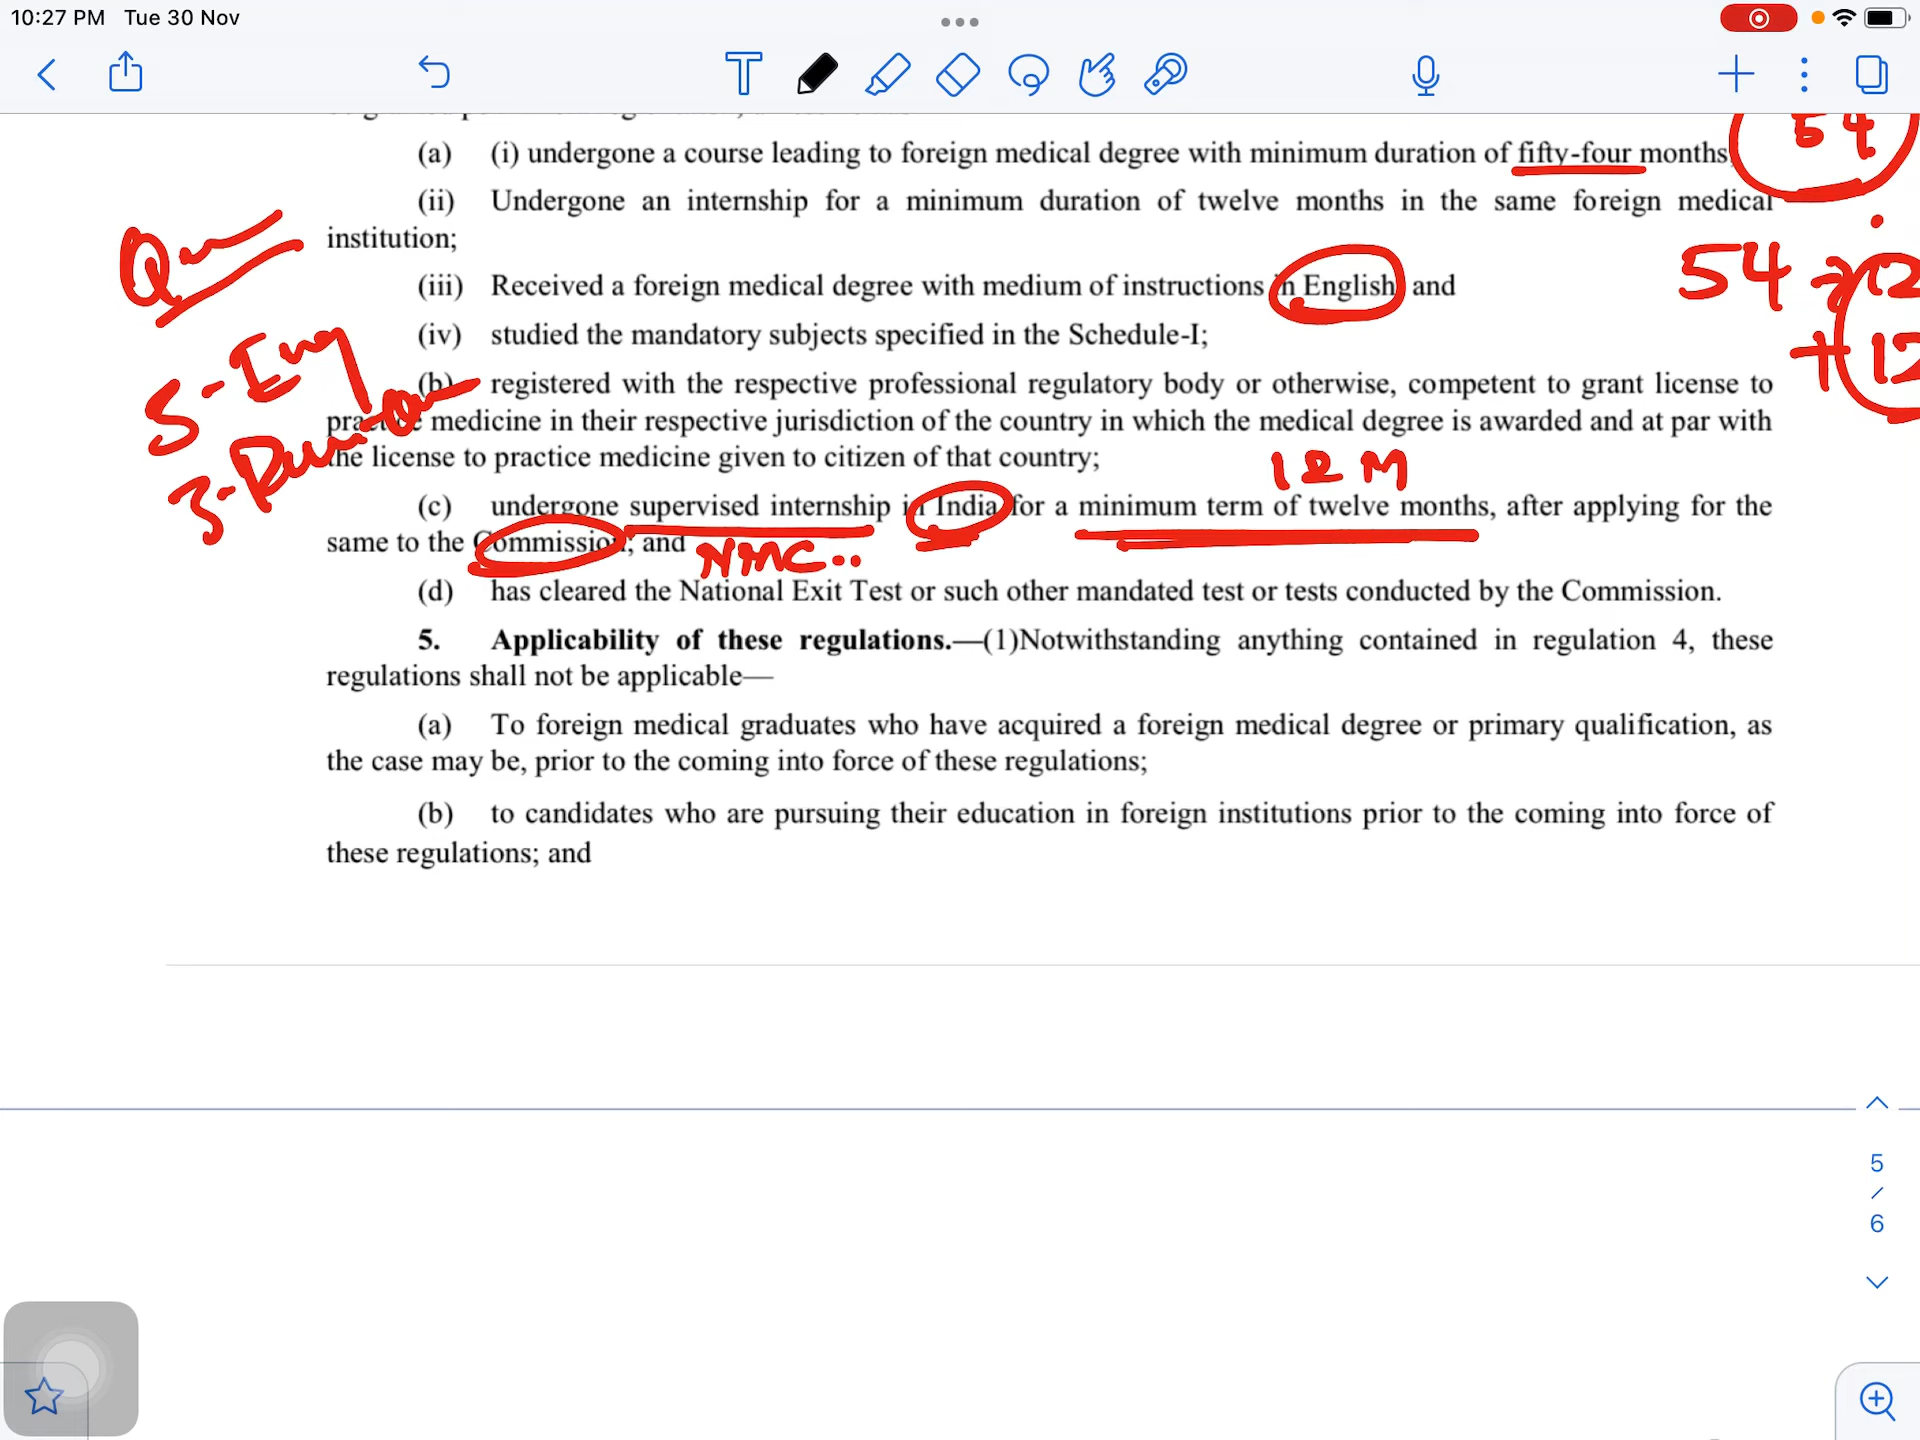 10:27 PM Tue 30 Nov
(a) (i) undergone a course leading to foreign medical degree with minimum duration of fifty-four months
54
(ii) Undergone an internship for a minimum duration of twelve months in the same foreign medical
institution;
54 12
(iii) Received a foreign medical degree with medium of instructions in English and
(iv) studied the mandatory subjects specified in the Schedule-I;
+ 12
5-Eng
(b) registered with the respective professional regulatory body or otherwise, competent to grant license to
practice medicine in their respective jurisdiction of the country in which the medical degree is awarded and at par with
the license to practice medicine given to citizen of that country;
12 M
(c) undergone supervised internship in India for a minimum term of twelve months, after applying for the
same to the Commission; and
NMC..
(d) has cleared the National Exit Test or such other mandated test or tests conducted by the Commission.
5. Applicability of these regulations.—(1)Notwithstanding anything contained in regulation 4, these
regulations shall not be applicable—
(a) To foreign medical graduates who have acquired a foreign medical degree or primary qualification, as
the case may be, prior to the coming into force of these regulations;
(b) to candidates who are pursuing their education in foreign institutions prior to the coming into force of
these regulations; and
5
/
6